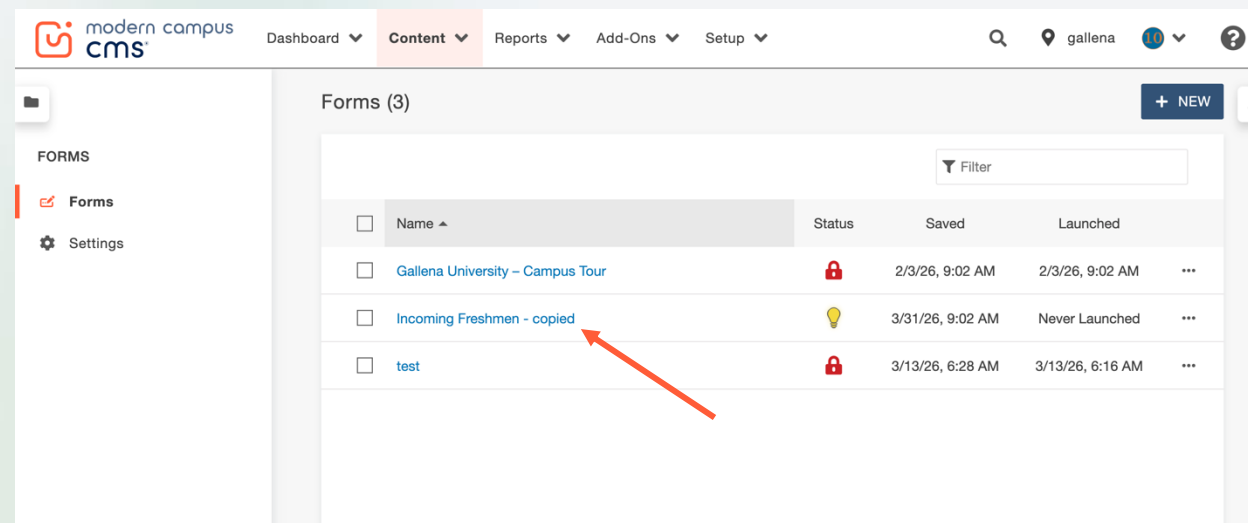 modern campus
cms
Dashboard Content Reports Add-Ons Setup gallena 10 ?
Forms (3) + NEW
FORMS
Filter
Forms
Name Status Saved Launched
Settings
Gallena University – Campus Tour 2/3/26, 9:02 AM 2/3/26, 9:02 AM ...
Incoming Freshmen - copied 3/31/26, 9:02 AM Never Launched ...
test 3/13/26, 6:28 AM 3/13/26, 6:16 AM ...